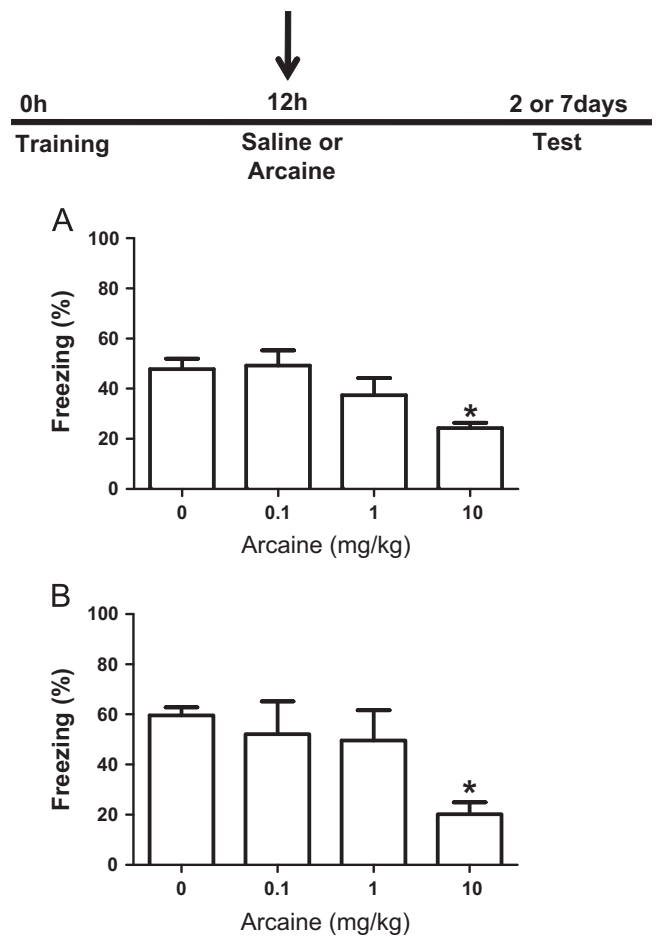 0h 12h 2 or 7days
Training Saline or Test
Arcaine
A
100
80
60
40
20
0
Freezing (%)
*
0 0.1 1 10
Arcaine (mg/kg)
B
100
80
60
40
20
0
Freezing (%)
*
0 0.1 1 10
Arcaine (mg/kg)